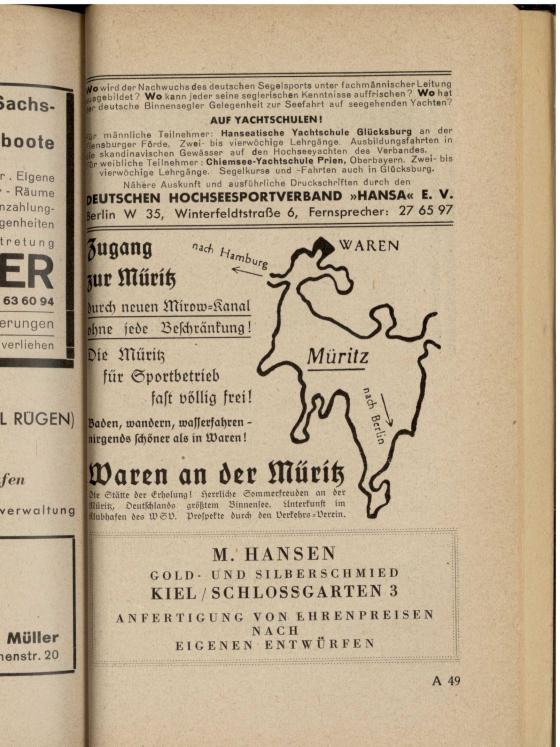 Sachs-
boote
r. Eigene
- Räume
nzahlung-
genheiten
tretung
ER
63 60 94
erungen
verliehen
L RÜGEN)
fen
verwaltung
Müller
nenstr. 20
Wo wird der Nachwuchs des deutschen Segelsports unter fachmännischer Leitung
ausgebildet? Wo kann jeder seine seglerischen Kenntnisse auffrischen? Wo hat
der deutsche Binnensegler Gelegenheit zur Seefahrt auf seegehenden Yachten?
AUF YACHTSCHULEN!
Für männliche Teilnehmer: Hanseatische Yachtschule Glücksburg an der
Flensburger Förde. Zwei- bis vierwöchige Lehrgänge. Ausbildungsfahrten in
die skandinavischen Gewässer auf den Hochseeyachten des Verbandes.
Für weibliche Teilnehmer: Chiemsee-Yachtschule Prien, Oberbayern. Zwei- bis
vierwöchige Lehrgänge. Segelkurse und -Fahrten auch in Glücksburg.
Nähere Auskunft und ausführliche Druckschriften durch den
DEUTSCHEN HOCHSEESPORTVERBAND »HANSA« E. V.
Berlin W 35, Winterfeldtstraße 6, Fernsprecher: 27 65 97
Zugang
zur Müritz
durch neuen Mirow-Kanal
ohne jede Beschränkung!
Die Müritz
für Sportbetrieb
fast völlig frei!
Baden, wandern, wasserfahren -
nirgends schöner als in Waren!
nach Hamburg
WAREN
Müritz
nach Berlin
Waren an der Müritz
Die Stätte der Erholung! Herrliche Sommerfreuden an der
Müritz, Deutschlands größtem Binnensee. Unterkunft im
Klubhafen des WSV. Prospekte durch den Verkehrs-Verein.
M. HANSEN
GOLD- UND SILBERSCHMIED
KIEL / SCHLOSSGARTEN 3
ANFERTIGUNG VON EHRENPREISEN
NACH
EIGENEN ENTWÜRFEN
A 49